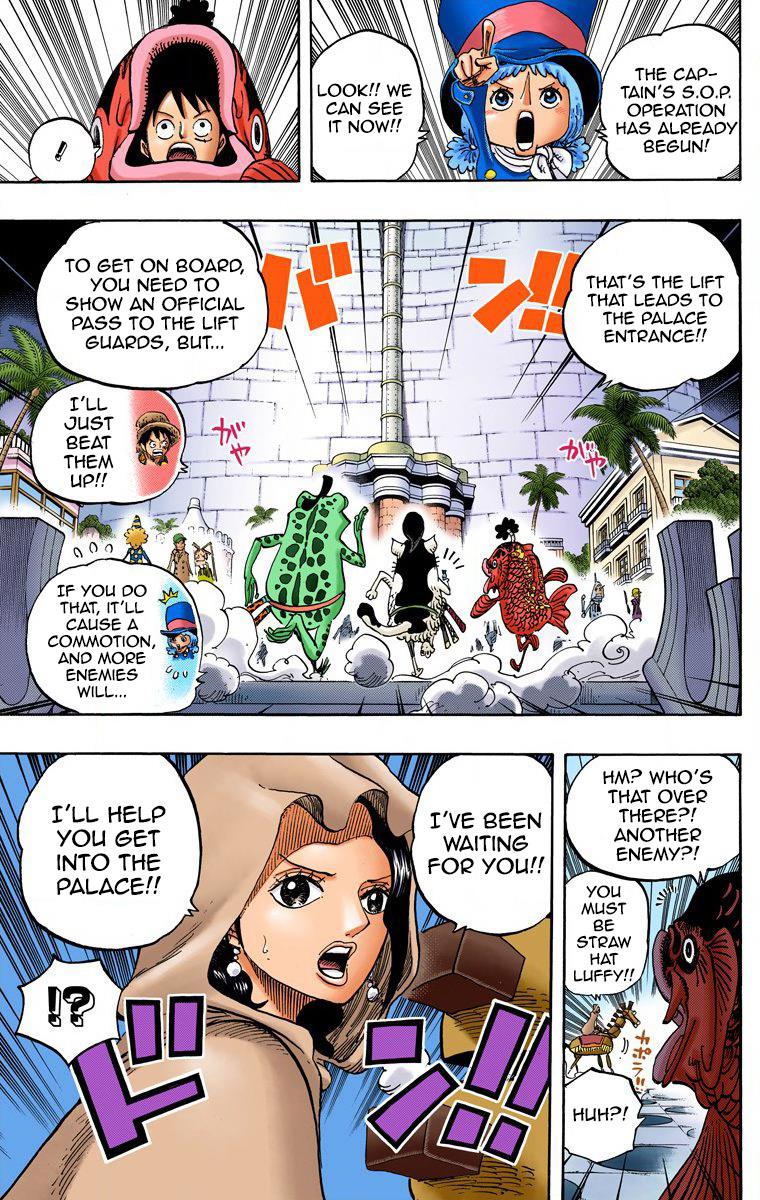 THE CAP-
TAIN'S S.O.P.
OPERATION
HAS ALREADY
BEGUN!
LOOK!! WE
CAN SEE
IT NOW!!
!
THAT'S THE LIFT
THAT LEADS TO
THE PALACE
ENTRANCE!!
バン!!
TO GET ON BOARD,
YOU NEED TO
SHOW AN OFFICIAL
PASS TO THE LIFT
GUARDS, BUT...
I'LL
JUST
BEAT
THEM
UP!!
ガヤ
ガヤ
IF YOU DO
THAT, IT'LL
CAUSE A
COMMOTION,
AND MORE
ENEMIES
WILL...
HM? WHO'S
THAT OVER
THERE?!
ANOTHER
ENEMY?!
YOU
MUST
BE
STRAW
HAT
LUFFY!!
HUH?!
I'VE BEEN
WAITING
FOR YOU!!
I'LL HELP
YOU GET
INTO THE
PALACE!!
!?
ドン!!